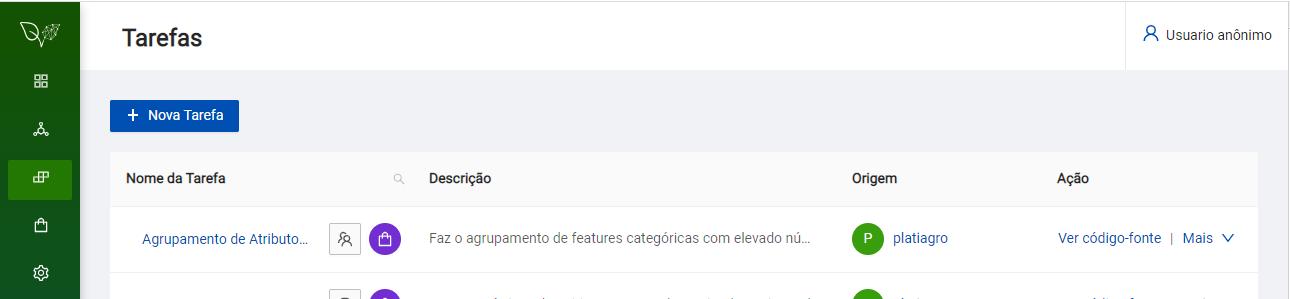 Tarefas
Usuario anônimo
+ Nova Tarefa
Nome da Tarefa Descrição Origem Ação
Agrupamento de Atributo... Faz o agrupamento de features categóricas com elevado nú... P platiagro Ver código-fonte | Mais